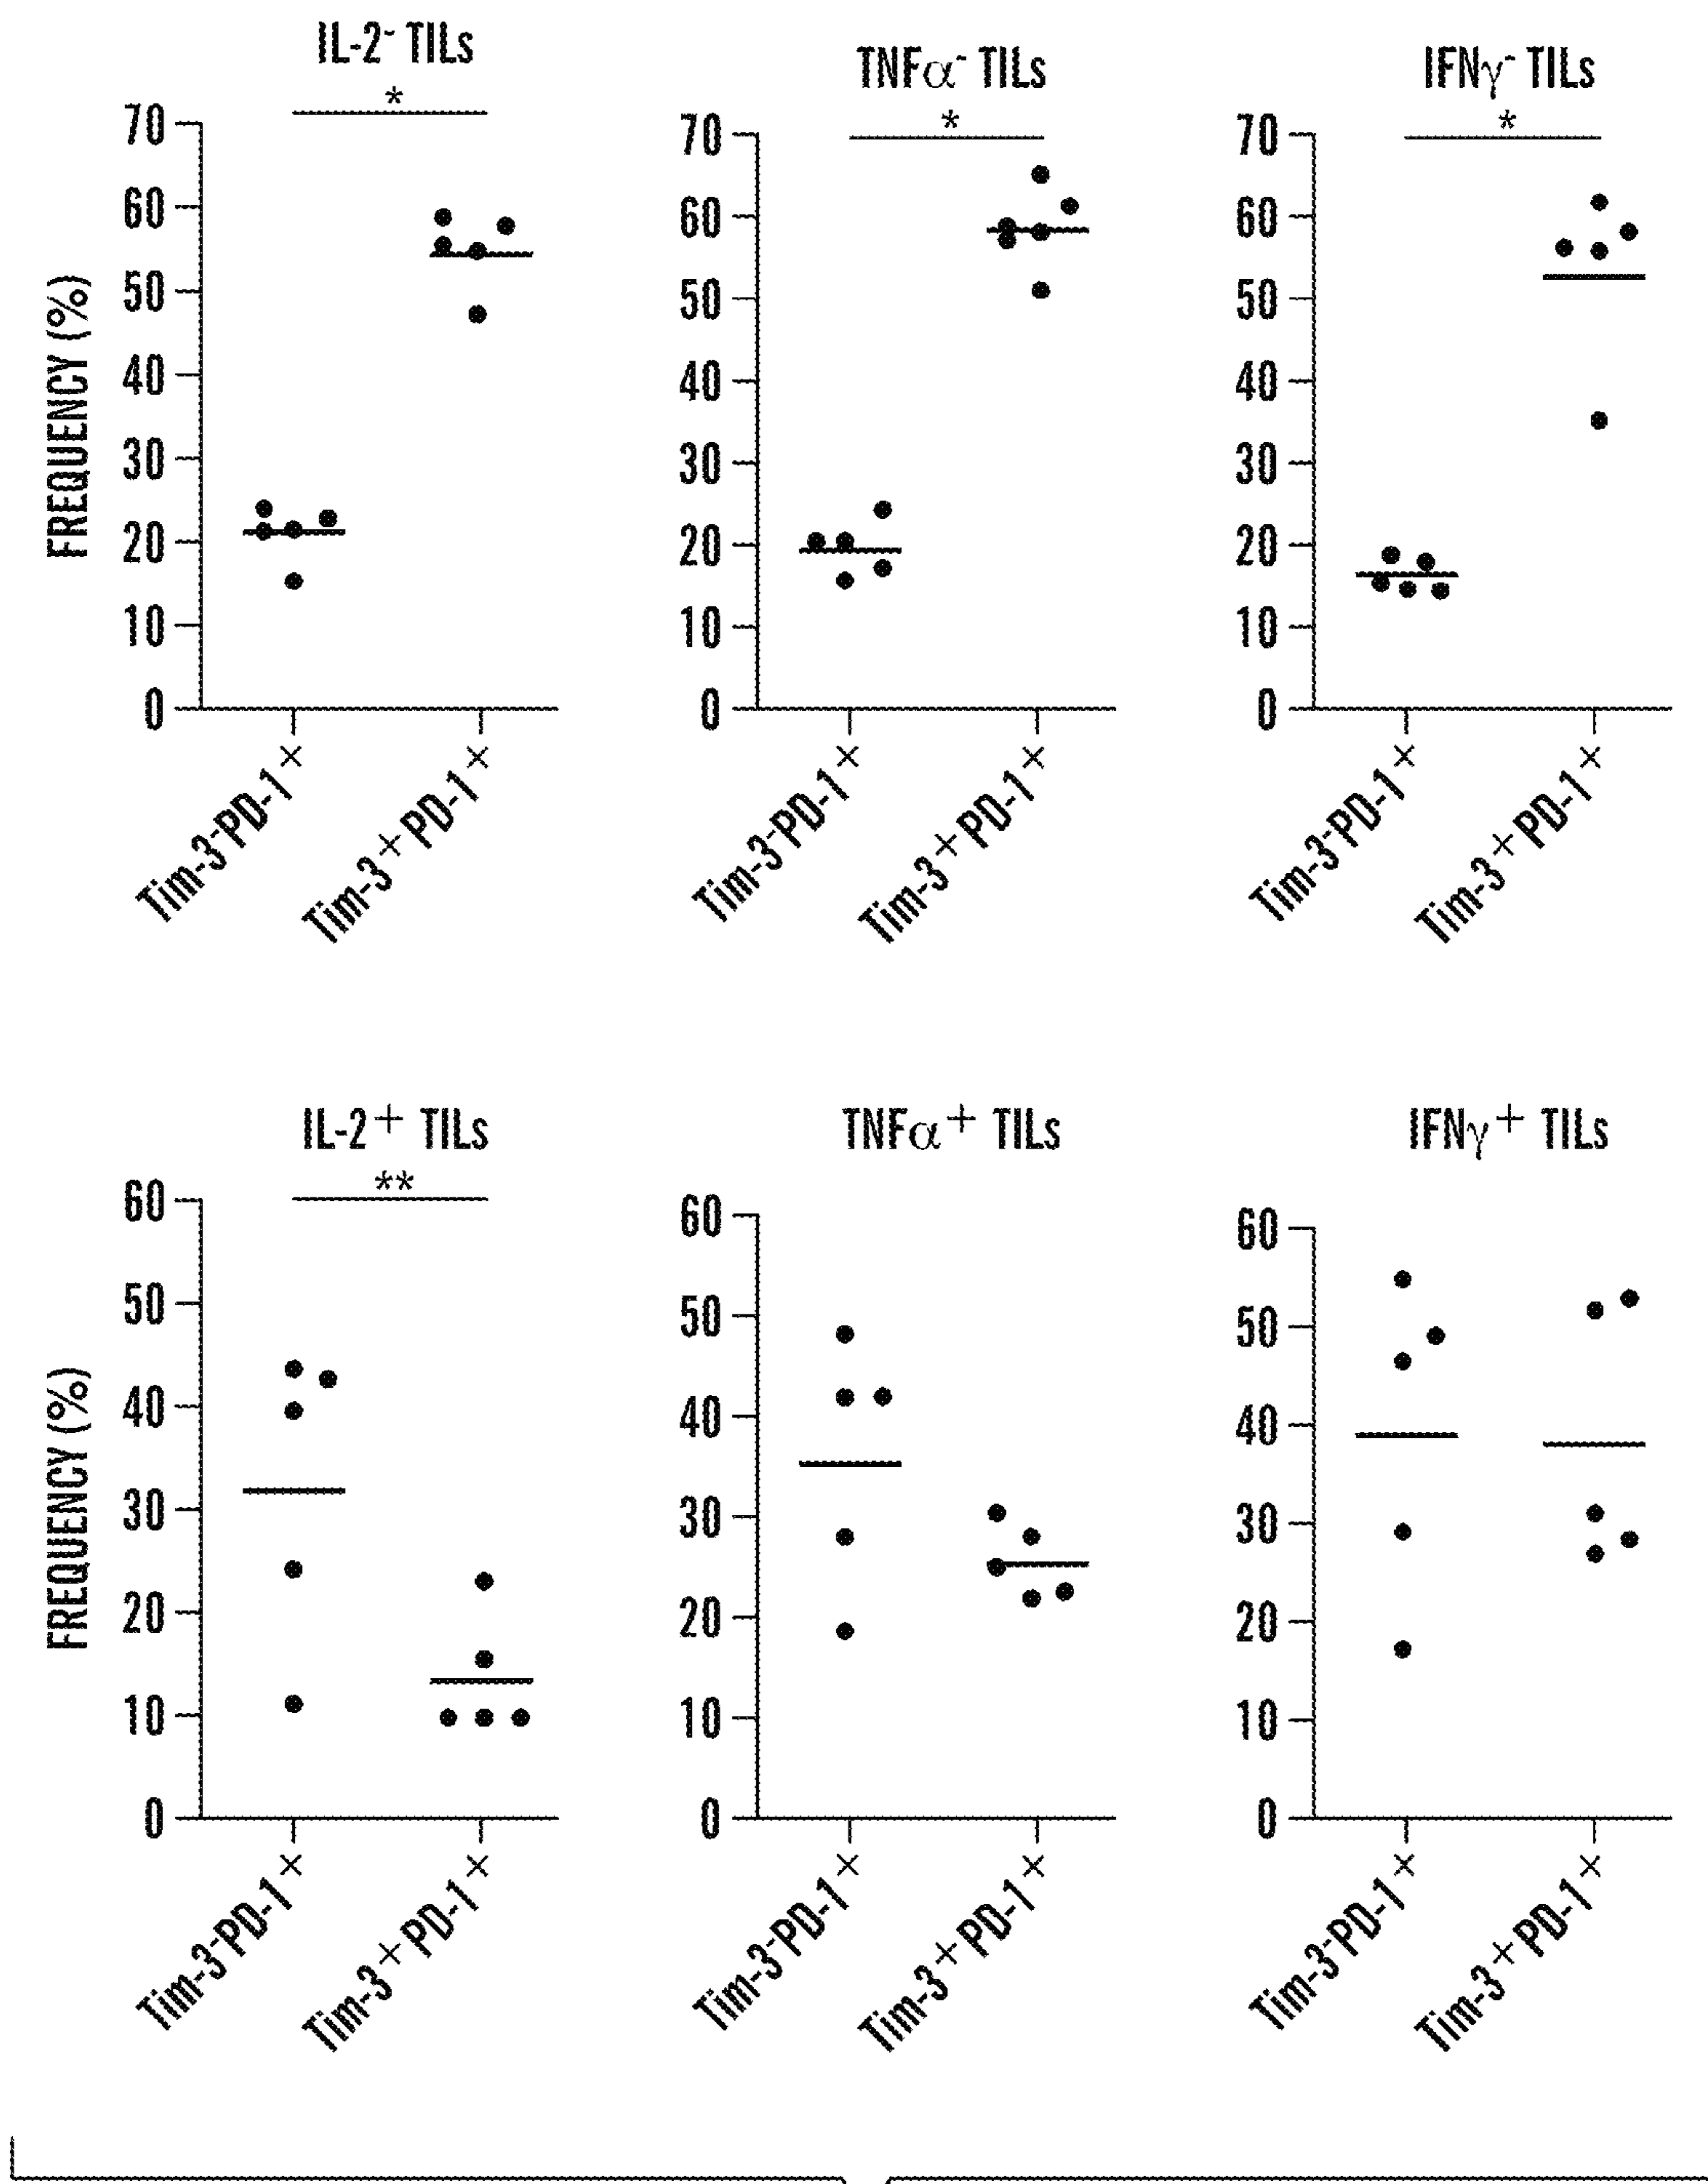 IL-2- TILs
*
FREQUENCY (%)
70
60
50
40
30
20
10
0
Tim-3-PD-1 +
Tim-3+PD-1 +
TNFα- TILs
*
70
60
50
40
30
20
10
0
Tim-3-PD-1 +
Tim-3+PD-1 +
IFNγ- TILs
*
70
60
50
40
30
20
10
0
Tim-3-PD-1 +
Tim-3+PD-1 +
IL-2+ TILs
**
FREQUENCY (%)
60
50
40
30
20
10
0
Tim-3-PD-1 +
Tim-3+PD-1 +
TNFα+ TILs
60
50
40
30
20
10
0
Tim-3-PD-1 +
Tim-3+PD-1 +
IFNγ+ TILs
60
50
40
30
20
10
0
Tim-3-PD-1 +
Tim-3+PD-1 +